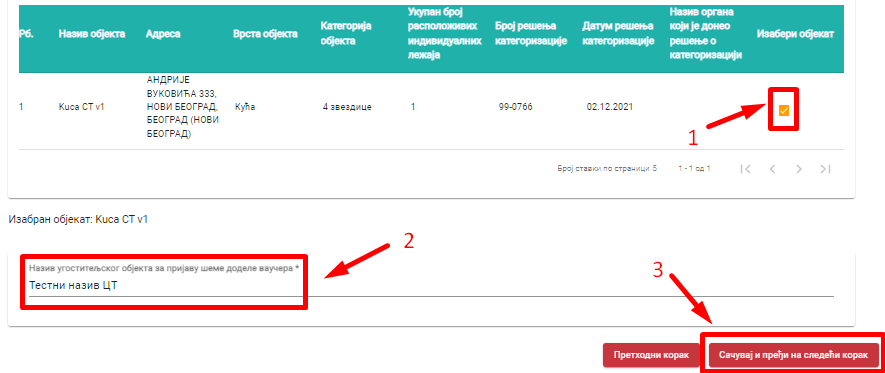 Рб.
Назив објекта
Адреса
Врста објекта
Категорија
објекта
Укупан број
расположивих
индивидуалних
лежаја
Број решења
категоризације
Датум решења
категоризације
Назив органа
који је донео
решење о
категоризацији
Изабери објекат
1
Kuca CT v1
АНДРИЈЕ
ВУКОВИЋА 333,
НОВИ БЕОГРАД,
БЕОГРАД (НОВИ
БЕОГРАД)
Кућа
4 звездице
1
99-0766
02.12.2021
1
Број ставки по страници 5
1 - 1 од 1
Изабран објекат: Kuca CT v1
2
Назив угоститељског објекта за пријаву шеме доделе ваучера *
Тестни назив ЦТ
3
Претходни корак
Сачувај и пређи на следећи корак